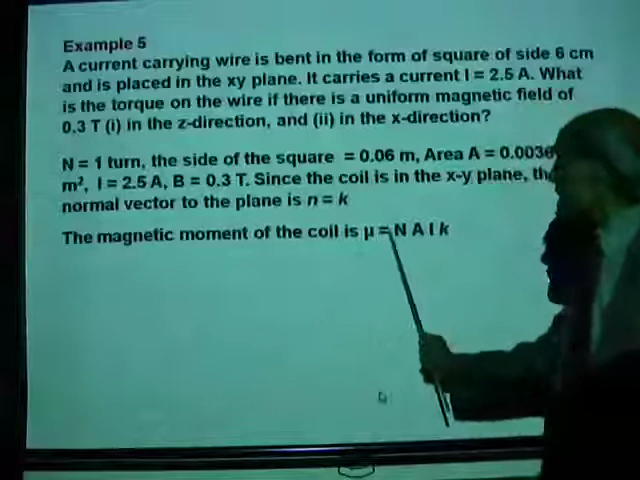 Example 5
A current carrying wire is bent in the form of square of side 6 cm
and is placed in the xy plane. It carries a current I = 2.5 A. What
is the torque on the wire if there is a uniform magnetic field of
0.3 T (i) in the z-direction, and (ii) in the x-direction?
N = 1 turn, the side of the square = 0.06 m, Area A = 0.0036
m², I = 2.5 A, B = 0.3 T. Since the coil is in the x-y plane, the
normal vector to the plane is n = k
The magnetic moment of the coil is μ = N A I k